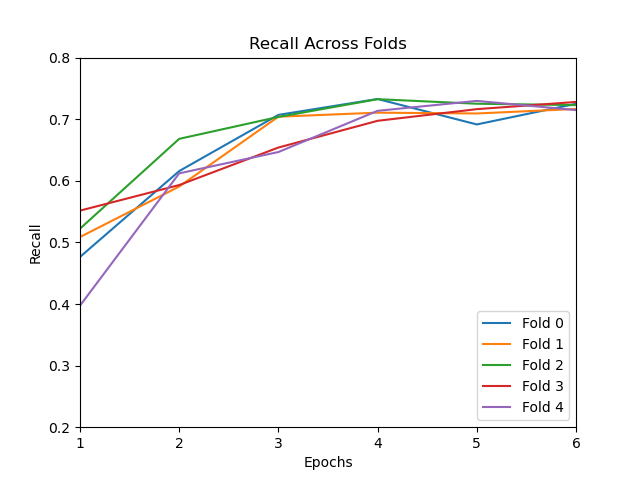 Recall Across Folds
0.8
0.7
0.6
0.5
0.4
0.3
0.2
Recall
1 2 3 4 5 6
Epochs
Fold 0
Fold 1
Fold 2
Fold 3
Fold 4